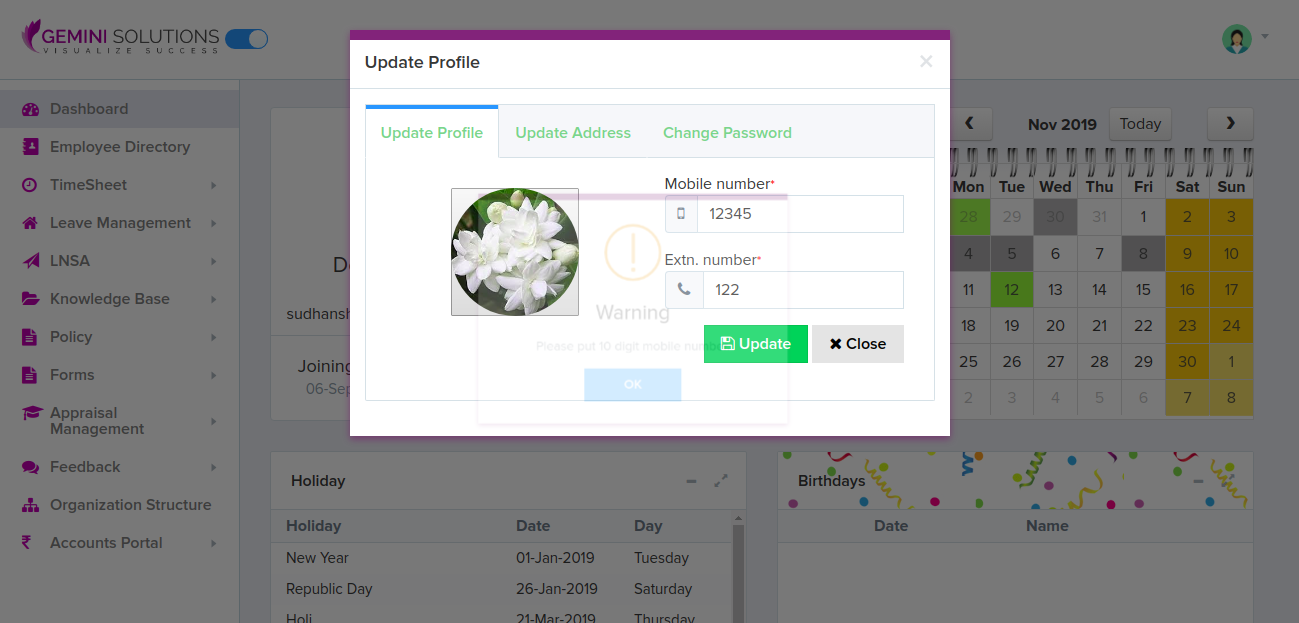 GEMINI SOLUTIONS
VISUALIZE SUCCESS
Dashboard
Employee Directory
TimeSheet
Leave Management
LNSA
Knowledge Base
Policy
Forms
Appraisal
Management
Feedback
Organization Structure
Accounts Portal
Update Profile
×
Update Profile Update Address Change Password
Mobile number*
12345
Extn. number*
122
Update Close
Warning
Please put 10 digit mobile
OK
sudhansh
Joining
06-Sep
Nov 2019 Today
Mon Tue Wed Thu Fri Sat Sun
28 29 30 31 1 2 3
4 5 6 7 8 9 10
11 12 13 14 15 16 17
18 19 20 21 22 23 24
25 26 27 28 29 30 1
2 3 4 5 6 7 8
Holiday
Holiday Date Day
New Year 01-Jan-2019 Tuesday
Republic Day 26-Jan-2019 Saturday
Holi 21-Mar-2019 Thursday
Birthdays
Date Name